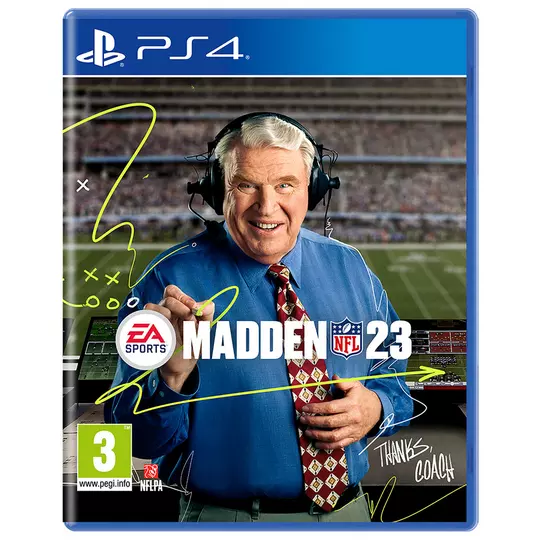 PS4
EA
SPORTS
MADDEN NFL 23
THANKS,
COACH
3
www.pegi.info
NFLPA